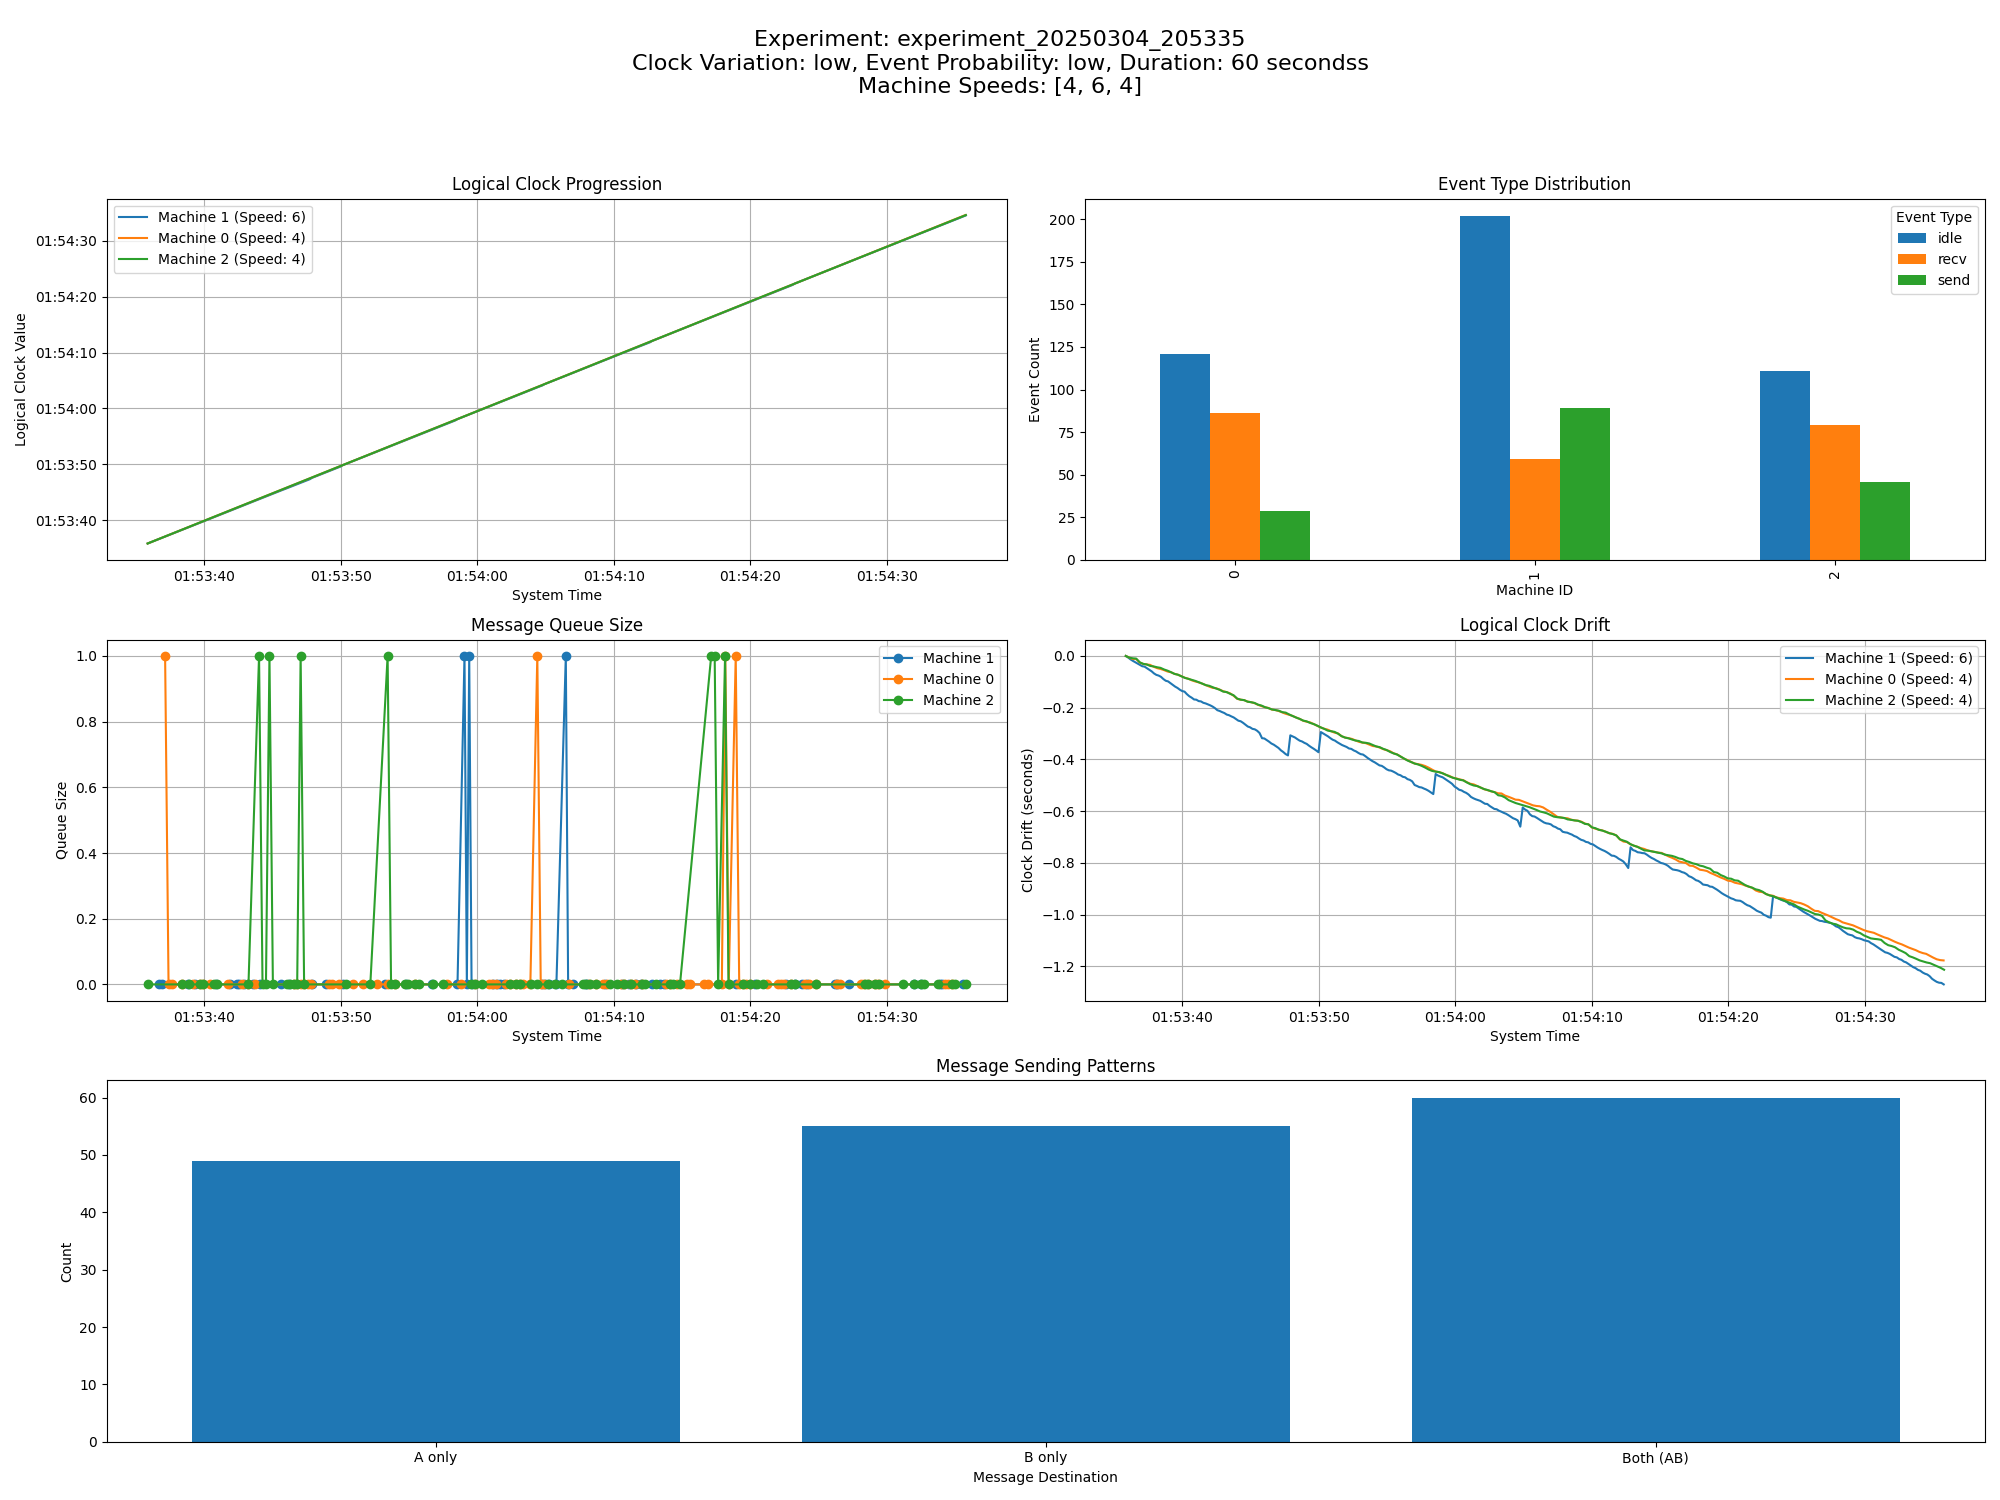 Experiment: experiment_20250304_205335
Clock Variation: low, Event Probability: low, Duration: 60 secondss
Machine Speeds: [4, 6, 4]
Logical Clock Progression
Machine 1 (Speed: 6)
Machine 0 (Speed: 4)
Machine 2 (Speed: 4)
Logical Clock Value
01:54:30
01:54:20
01:54:10
01:54:00
01:53:50
01:53:40
01:53:40 01:53:50 01:54:00 01:54:10 01:54:20 01:54:30
System Time
Event Type Distribution
Event Type
idle
recv
send
Event Count
200
175
150
125
100
75
50
25
0
0 1 2
Machine ID
Message Queue Size
Machine 1
Machine 0
Machine 2
Queue Size
1.0
0.8
0.6
0.4
0.2
0.0
01:53:40 01:53:50 01:54:00 01:54:10 01:54:20 01:54:30
System Time
Logical Clock Drift
Machine 1 (Speed: 6)
Machine 0 (Speed: 4)
Machine 2 (Speed: 4)
Clock Drift (seconds)
0.0
−0.2
−0.4
−0.6
−0.8
−1.0
−1.2
01:53:40 01:53:50 01:54:00 01:54:10 01:54:20 01:54:30
System Time
Message Sending Patterns
Count
60
50
40
30
20
10
0
A only B only Both (AB)
Message Destination